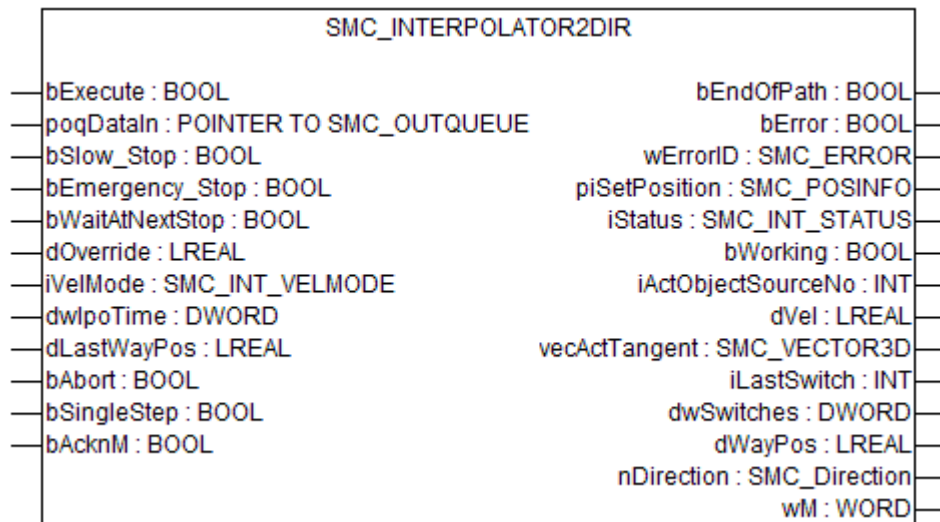 SMC_INTERPOLATOR2DIR
bExecute : BOOL bEndOfPath : BOOL
poqDataIn : POINTER TO SMC_OUTQUEUE bError : BOOL
bSlow_Stop : BOOL wErrorID : SMC_ERROR
bEmergency_Stop : BOOL piSetPosition : SMC_POSINFO
bWaitAtNextStop : BOOL iStatus : SMC_INT_STATUS
dOverride : LREAL bWorking : BOOL
iVelMode : SMC_INT_VELMODE iActObjectSourceNo : INT
dwIpoTime : DWORD dVel : LREAL
dLastWayPos : LREAL vecActTangent : SMC_VECTOR3D
bAbort : BOOL iLastSwitch : INT
bSingleStep : BOOL dwSwitches : DWORD
bAcknM : BOOL dWayPos : LREAL
nDirection : SMC_Direction
wM : WORD